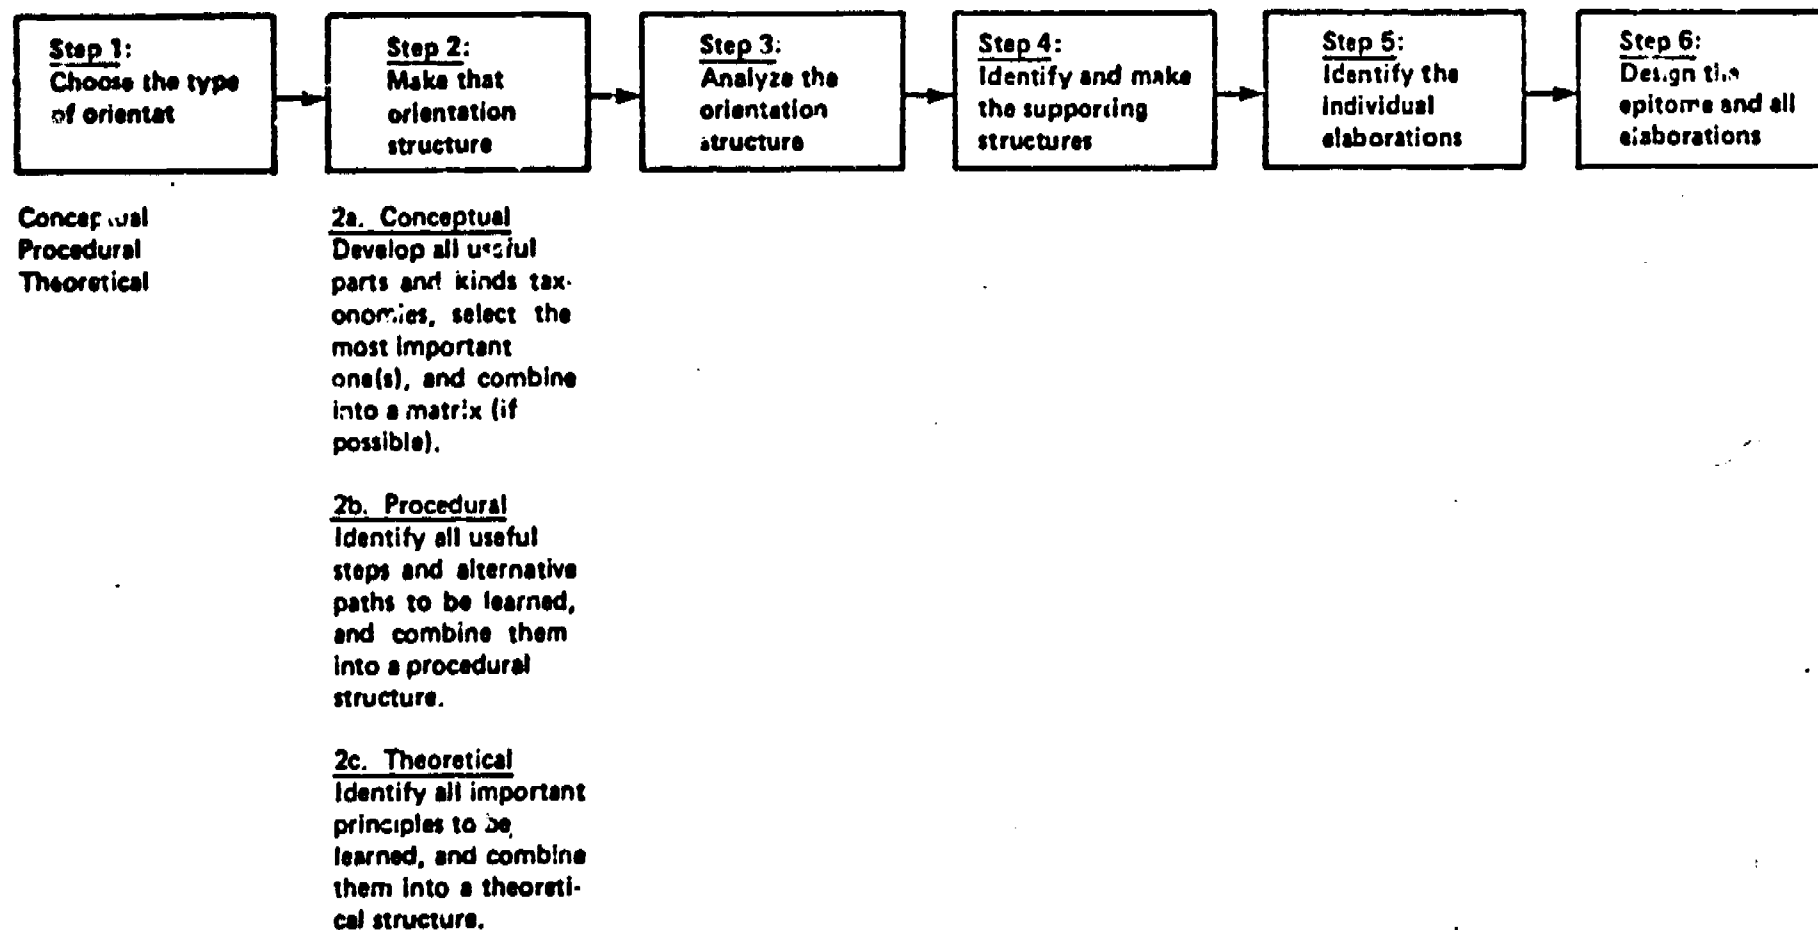 Step 1:
Choose the type
of orientat
Step 2:
Make that
orientation
structure
Step 3:
Analyze the
orientation
structure
Step 4:
Identify and make
the supporting
structures
Step 5:
Identify the
individual
elaborations
Step 6:
Design the
epitome and all
elaborations
Conceptual
Procedural
Theoretical
2a. Conceptual
Develop all useful
parts and kinds tax-
onomies, select the
most important
one(s), and combine
into a matrix (if
possible).
2b. Procedural
Identify all useful
steps and alternative
paths to be learned,
and combine them
into a procedural
structure.
2c. Theoretical
Identify all important
principles to be
learned, and combine
them into a theoreti-
cal structure.